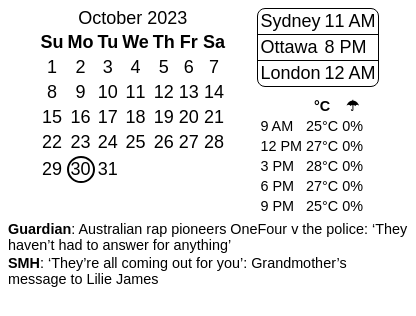 October 2023
Su Mo Tu We Th Fr Sa
1 2 3 4 5 6 7
8 9 10 11 12 13 14
15 16 17 18 19 20 21
22 23 24 25 26 27 28
29 30 31
Sydney 11 AM
Ottawa 8 PM
London 12 AM
°C ☂
9 AM 25°C 0%
12 PM 27°C 0%
3 PM 28°C 0%
6 PM 27°C 0%
9 PM 25°C 0%
Guardian: Australian rap pioneers OneFour v the police: ‘They
haven’t had to answer for anything’
SMH: ‘They’re all coming out for you’: Grandmother’s
message to Lilie James